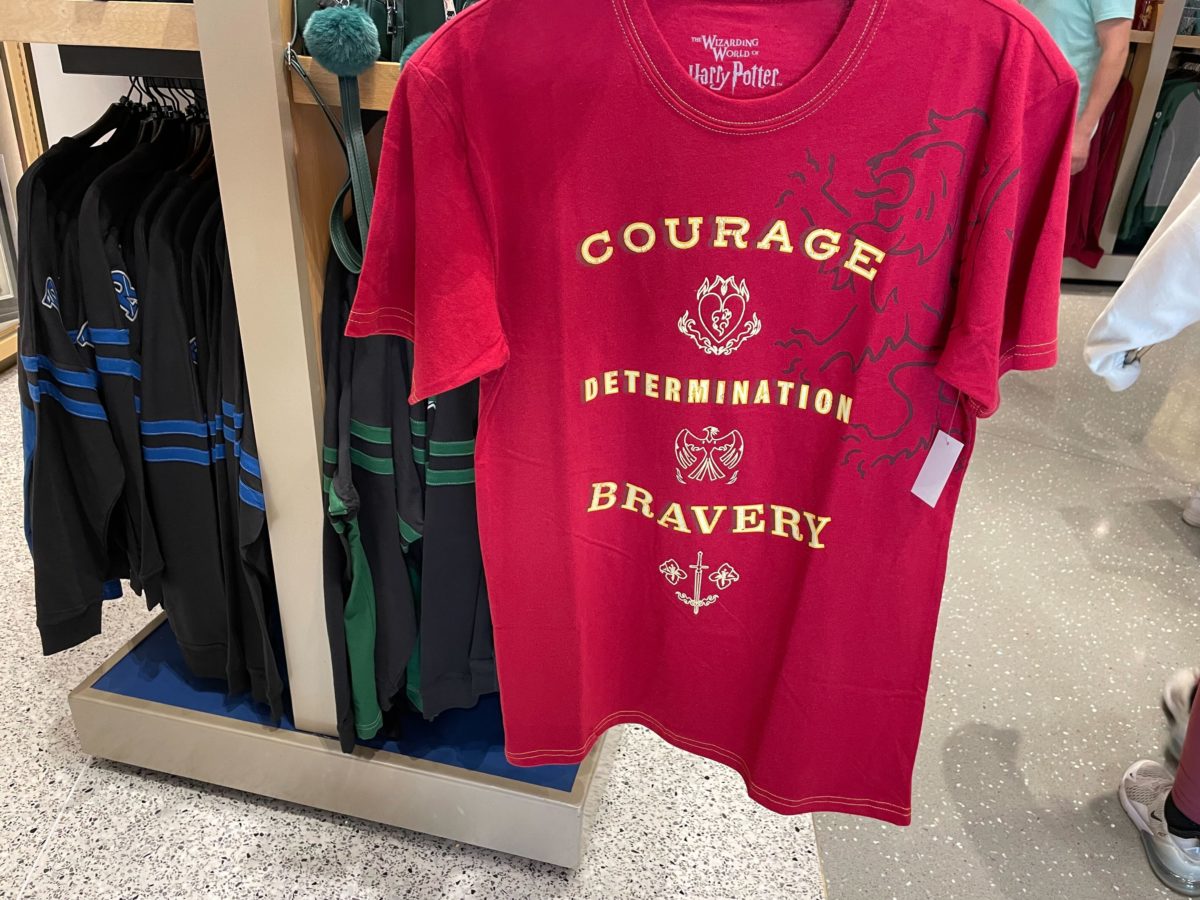 THE WIZARDING
WORLD OF
Harry Potter
COURAGE
DETERMINATION
BRAVERY